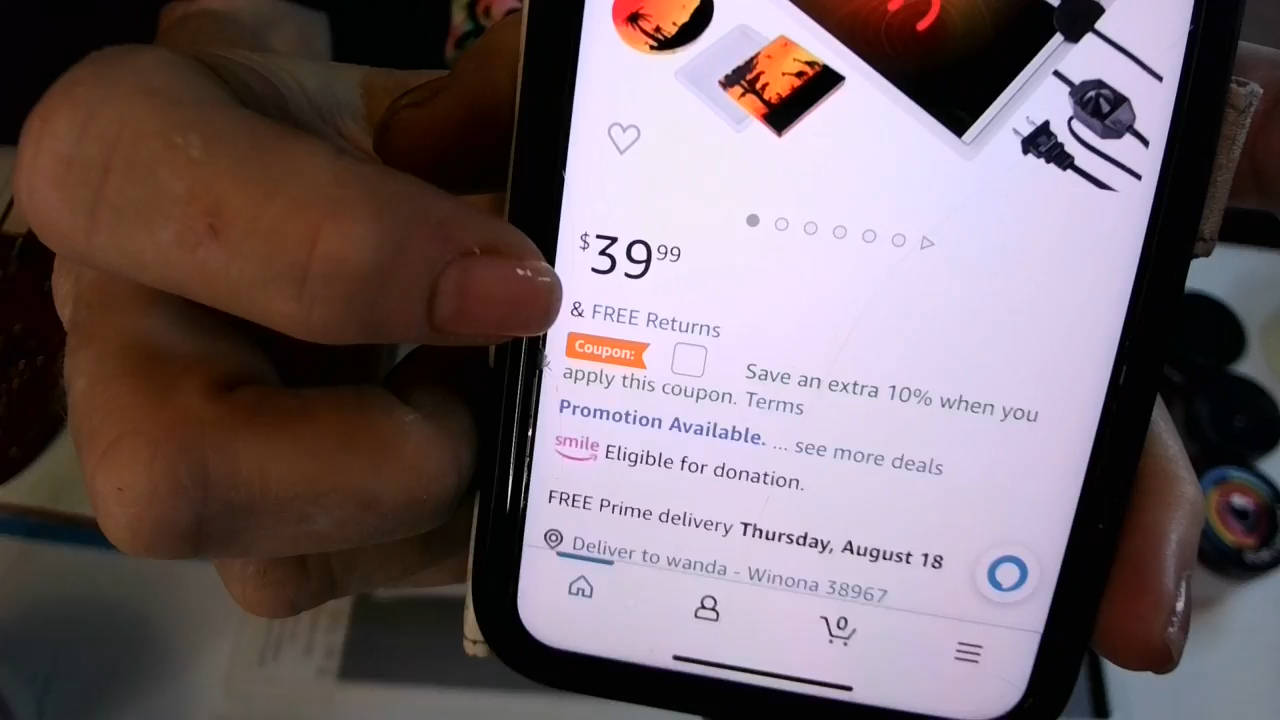 $39.99
& FREE Returns
Coupon: Save an extra 10% when you
apply this coupon. Terms
Promotion Available. ... see more deals
smile Eligible for donation.
FREE Prime delivery Thursday, August 18
Deliver to wanda - Winona 38967
0